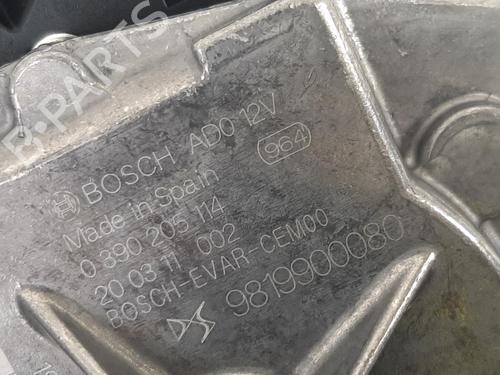 BOSCH AD0 12V
964
Made in Spain
0 390 205 114
20 03 11 002
BOSCH-EVAR-CEM00
DS 9819900080
B-PARTS